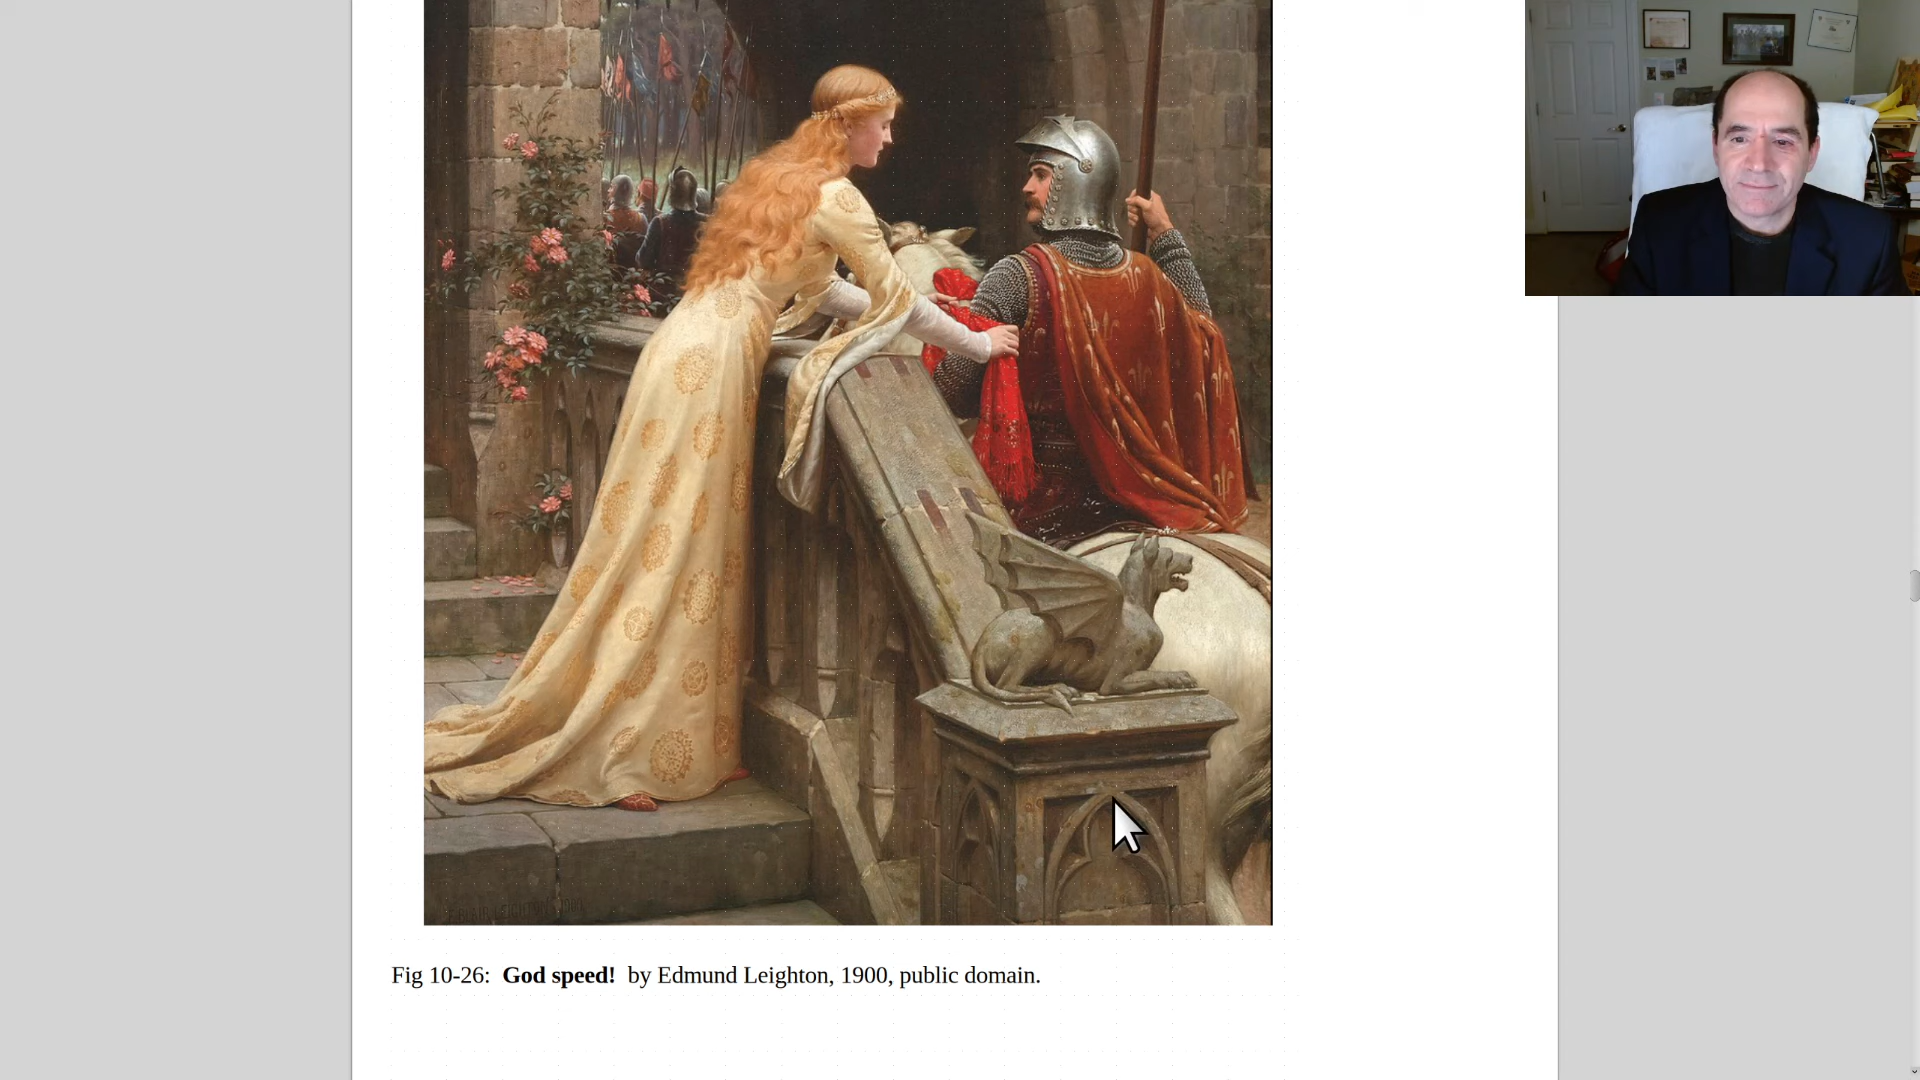 Fig 10-26:  God speed!  by Edmund Leighton, 1900, public domain.